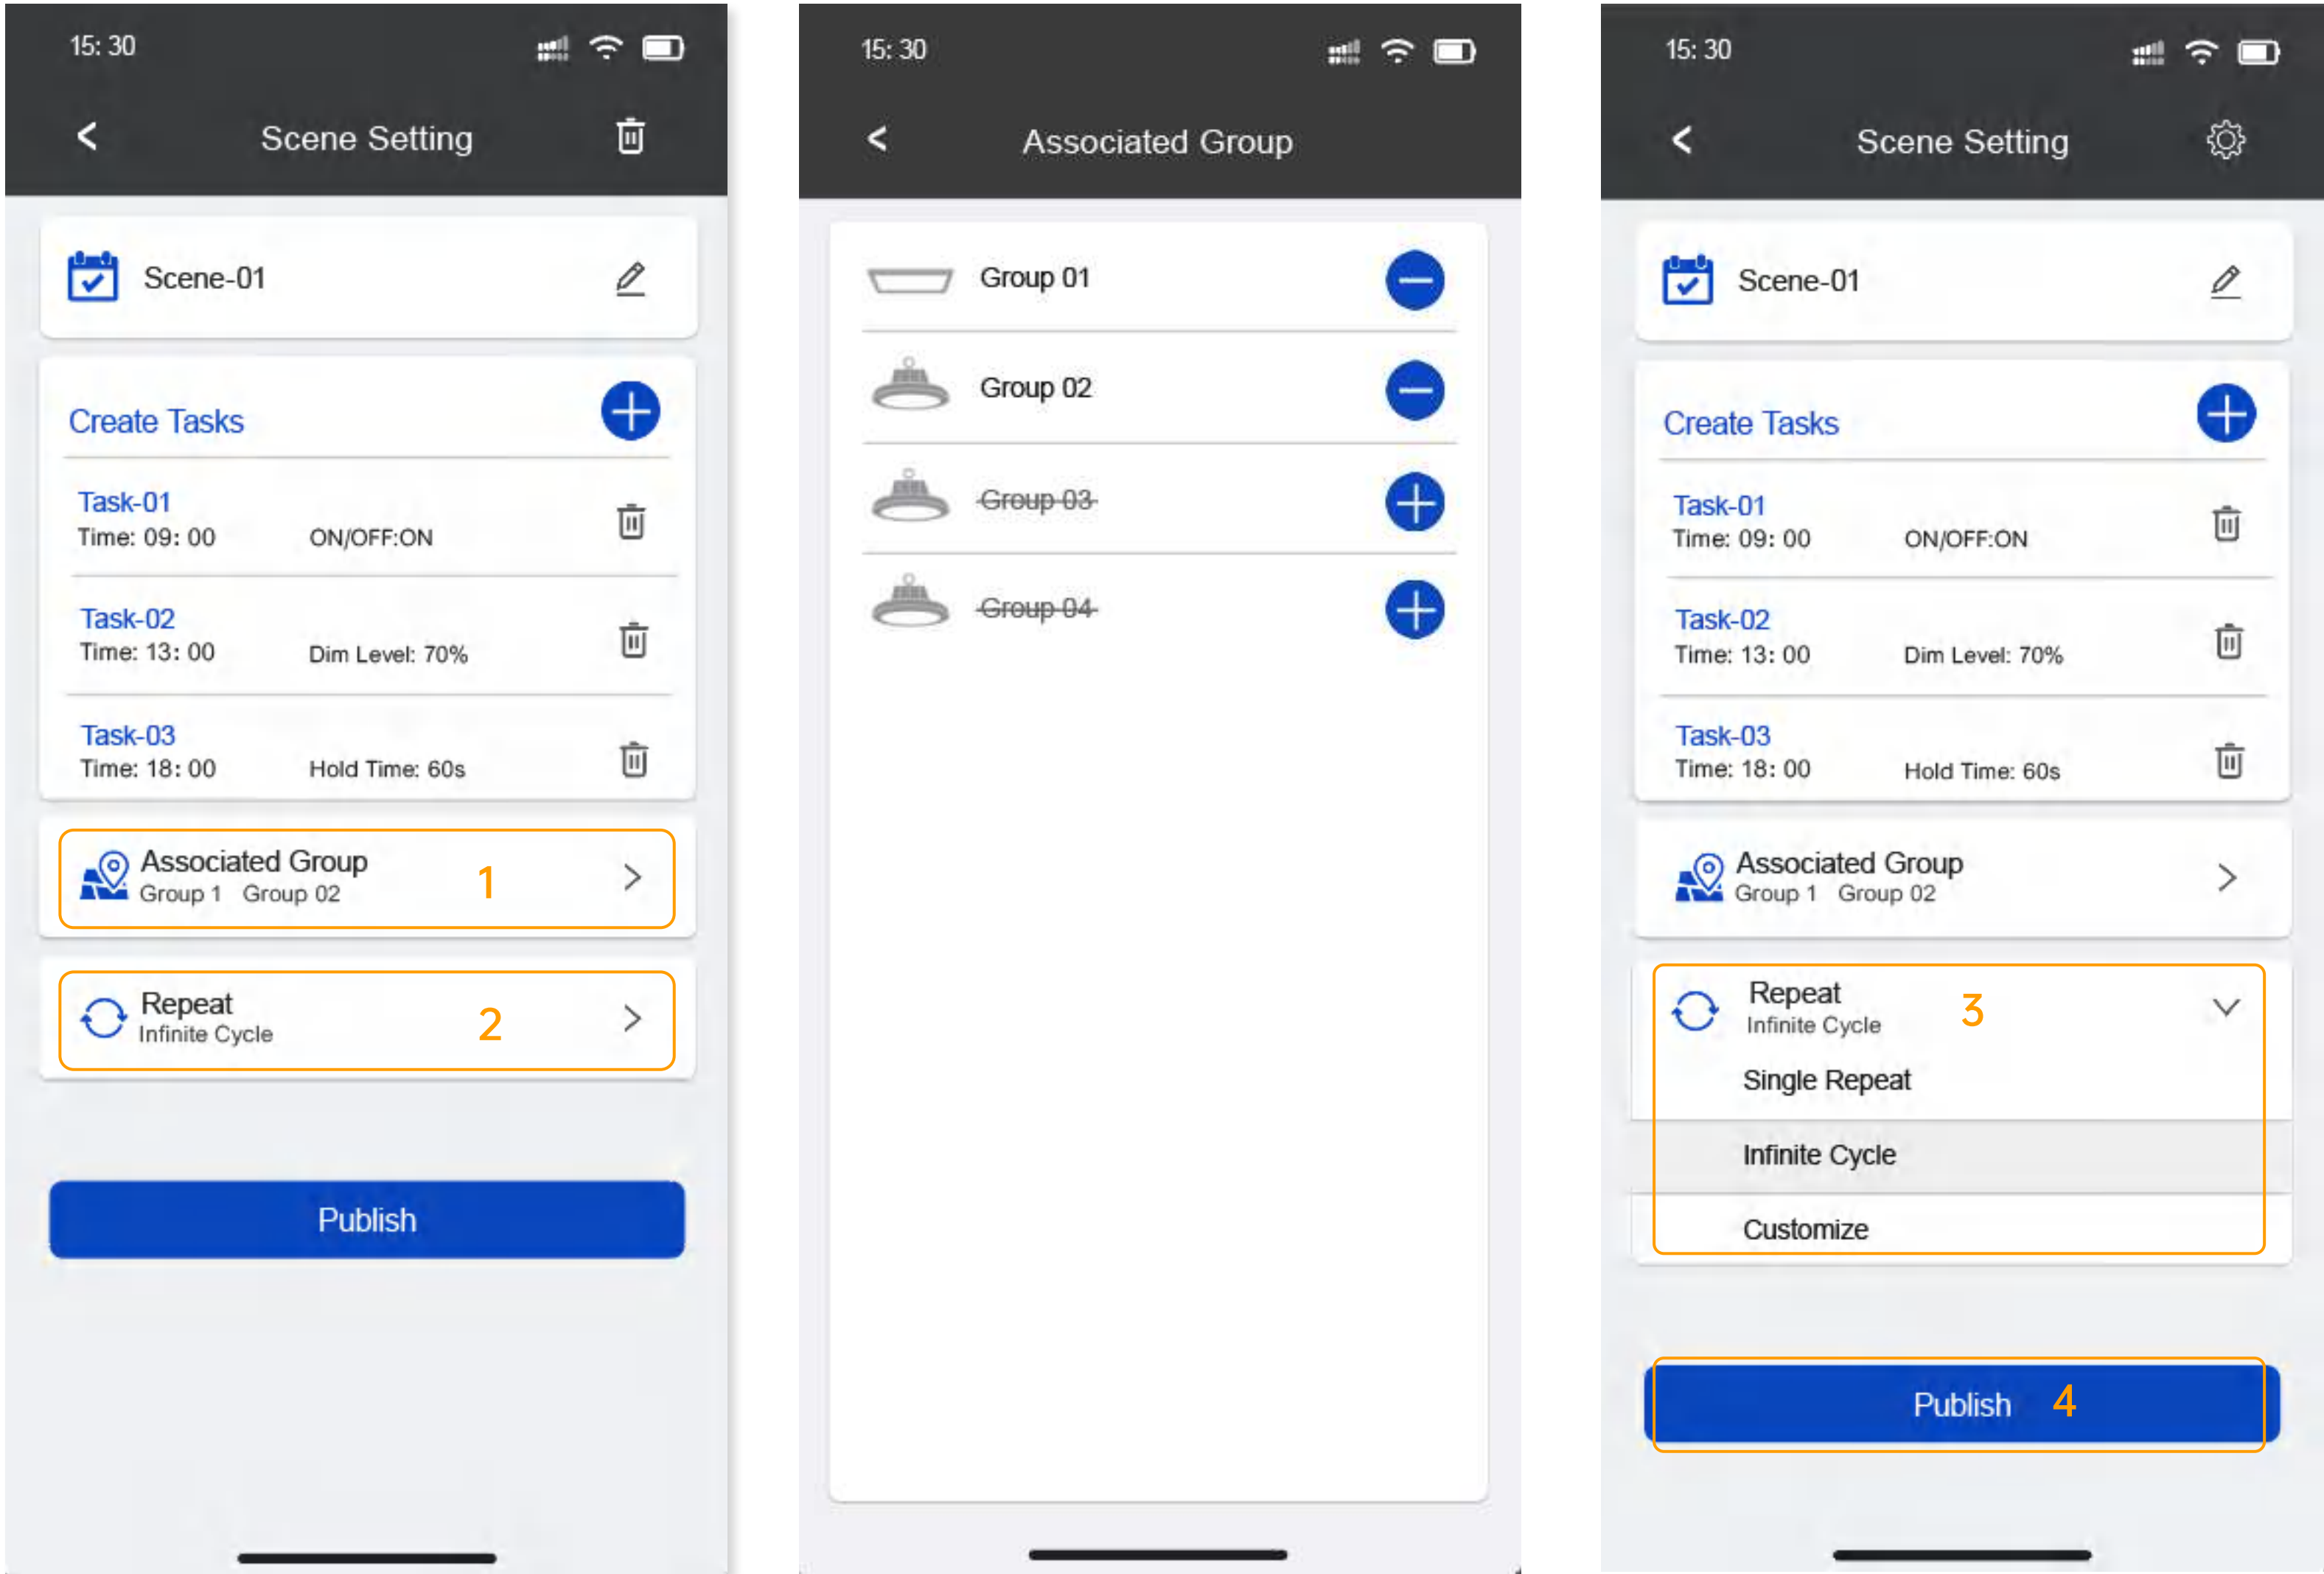 15: 30
Scene Setting
Scene-01
Create Tasks
Task-01
Time: 09: 00 ON/OFF:ON
Task-02
Time: 13: 00 Dim Level: 70%
Task-03
Time: 18: 00 Hold Time: 60s
Associated Group
Group 1 Group 02
1
Repeat
Infinite Cycle
2
Publish
15: 30
Associated Group
Group 01
Group 02
Group 03
Group 04
15: 30
Scene Setting
Scene-01
Create Tasks
Task-01
Time: 09: 00 ON/OFF:ON
Task-02
Time: 13: 00 Dim Level: 70%
Task-03
Time: 18: 00 Hold Time: 60s
Associated Group
Group 1 Group 02
Repeat
Infinite Cycle
3
Single Repeat
Infinite Cycle
Customize
Publish 4